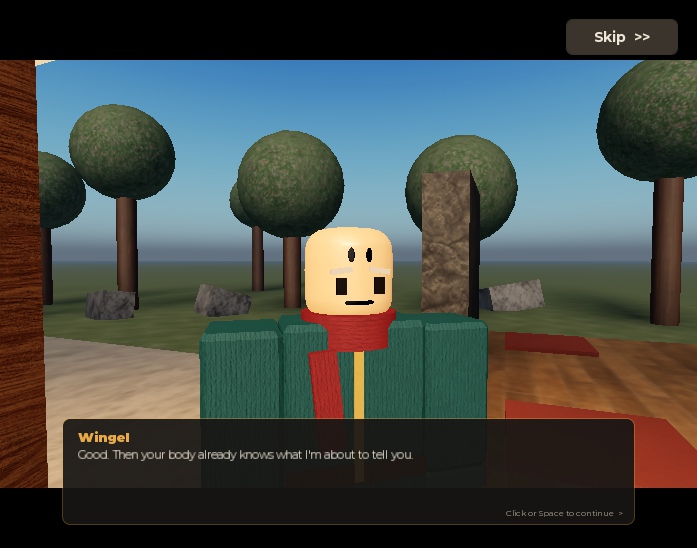 Skip >>
Wingel
Good. Then your body already knows what I'm about to tell you.
Click or Space to continue >